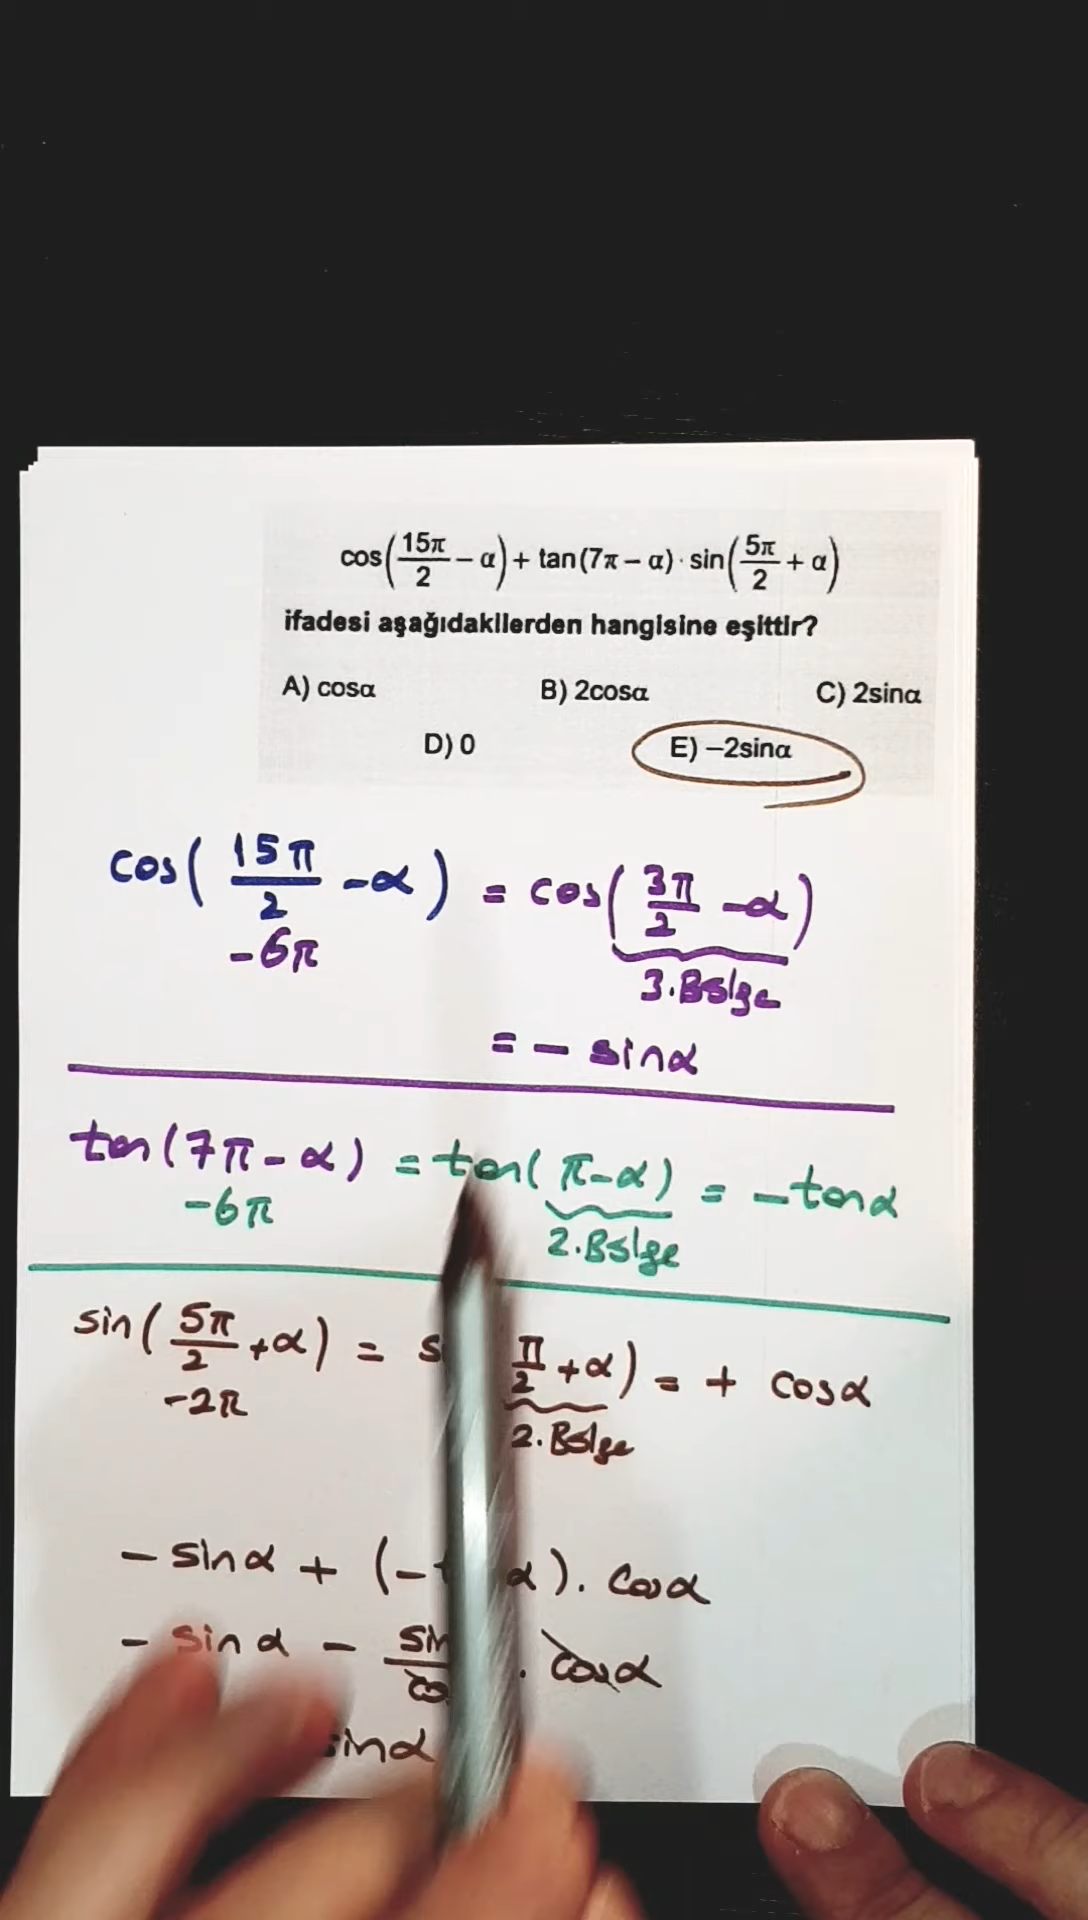 cos(15π/2 − α) + tan(7π − α) · sin(5π/2 + α)
ifadesi aşağıdakilerden hangisine eşittir?
A) cosα B) 2cosα C) 2sinα
D) 0 E) −2sinα
cos(15π/2 − α) = cos(3π/2 − α)
−6π 3.Bölge
= − sinα
tan(7π − α) = tan(π − α) = − tanα
−6π 2.Bölge
sin(5π/2 + α) = π/2 + α) = + cosα
−2π 2.Bölge
− sinα + (− α). cosα
− sinα − . cosα
sinα